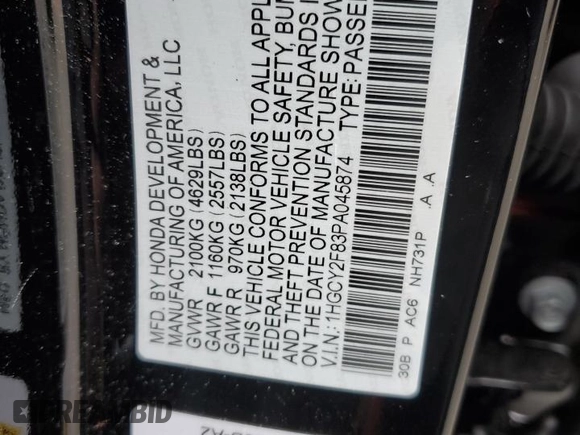 MFD. BY HONDA DEVELOPMENT &
MANUFACTURING OF AMERICA, LLC
GVWR 2100KG (4629LBS)
GAWR F 1160KG (2557LBS)
GAWR R 970KG (2138LBS)
THIS VEHICLE CONFORMS TO ALL APPL
FEDERAL MOTOR VEHICLE SAFETY, BUM
AND THEFT PREVENTION STANDARDS I
ON THE DATE OF MANUFACTURE SHOW
V.I.N.: 1HGCY2F83PA045874 TYPE: PASSE
30B P AC6 NH731P .A .A